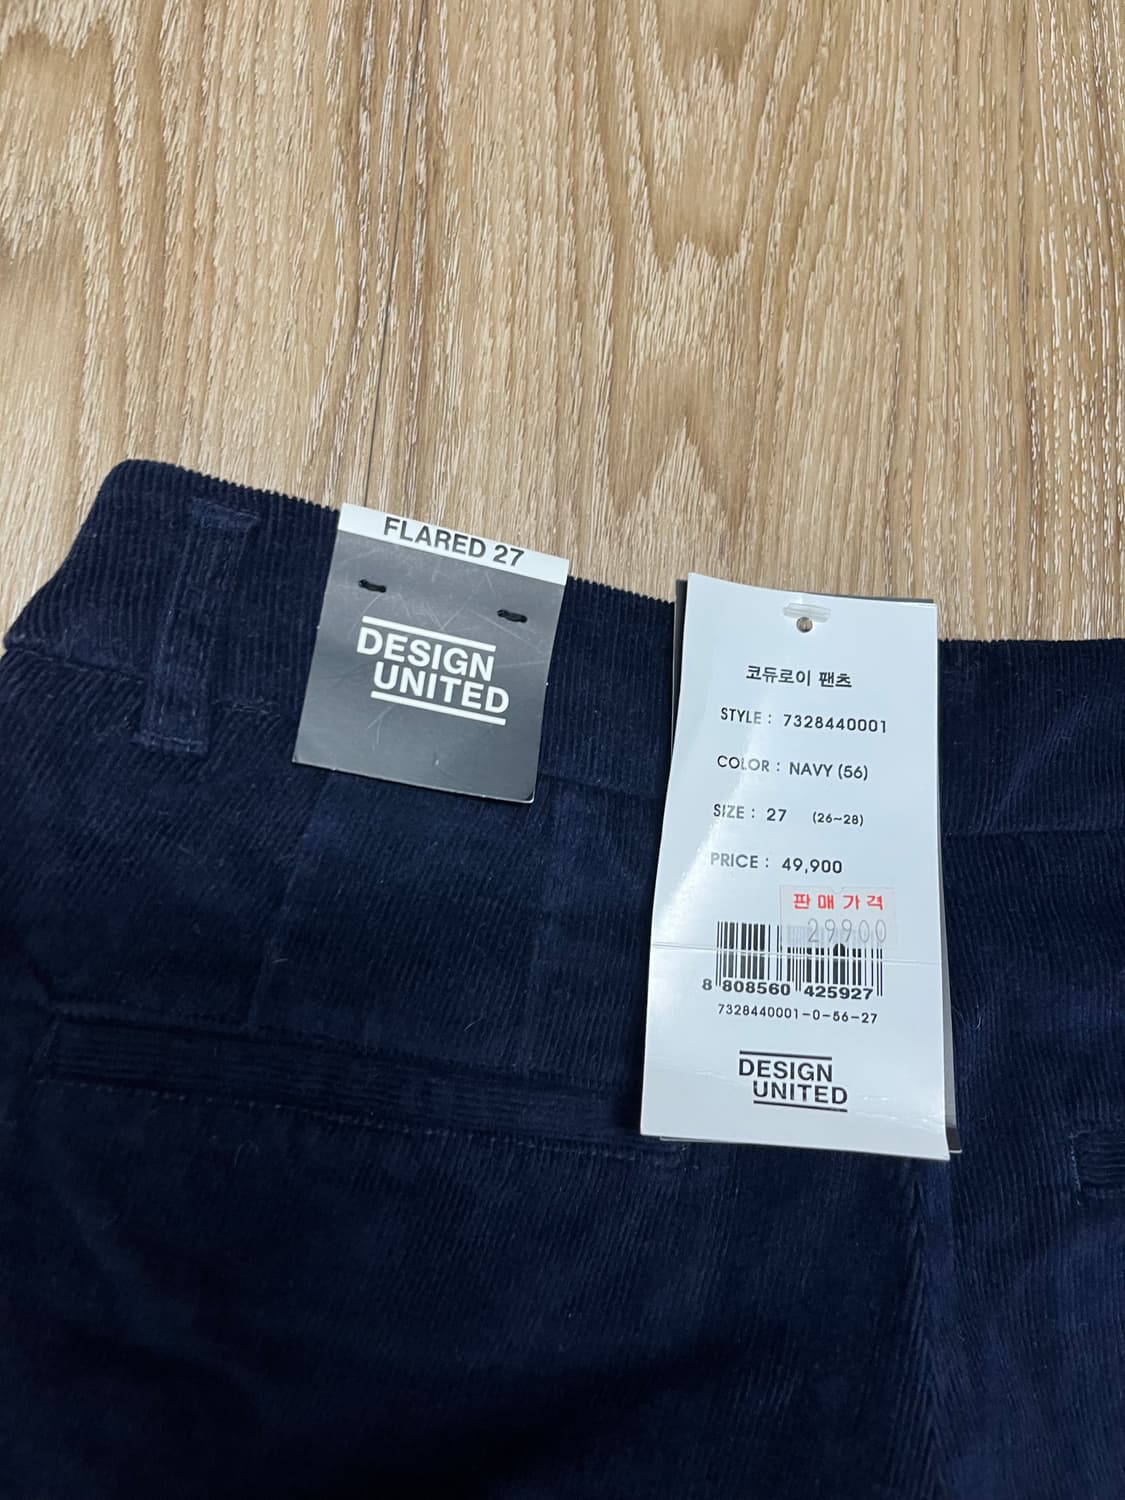 FLARED 27
DESIGN
UNITED
코듀로이 팬츠
STYLE : 7328440001
COLOR : NAVY (56)
SIZE : 27 (26~28)
PRICE : 49,900
판매가격
29900
8 808560 425927
7328440001-0-56-27
DESIGN
UNITED